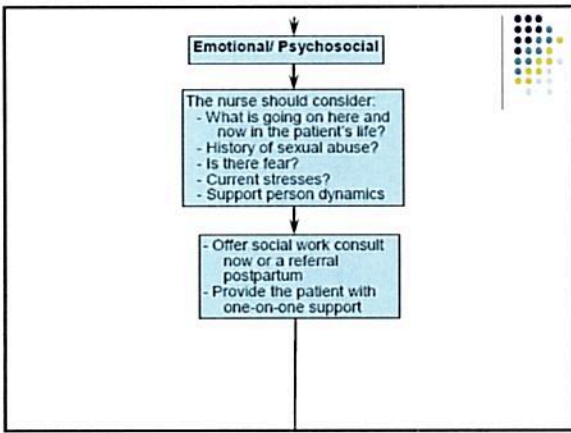 Emotional/ Psychosocial
The nurse should consider:
- What is going on here and
now in the patient's life?
- History of sexual abuse?
- Is there fear?
- Current stresses?
- Support person dynamics
- Offer social work consult
now or a referral
postpartum
- Provide the patient with
one-on-one support